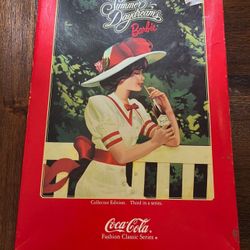 Summer
Daydreams
Barbie
Collector Edition. Third in a series.
Coca-Cola
Fashion Classic Series®